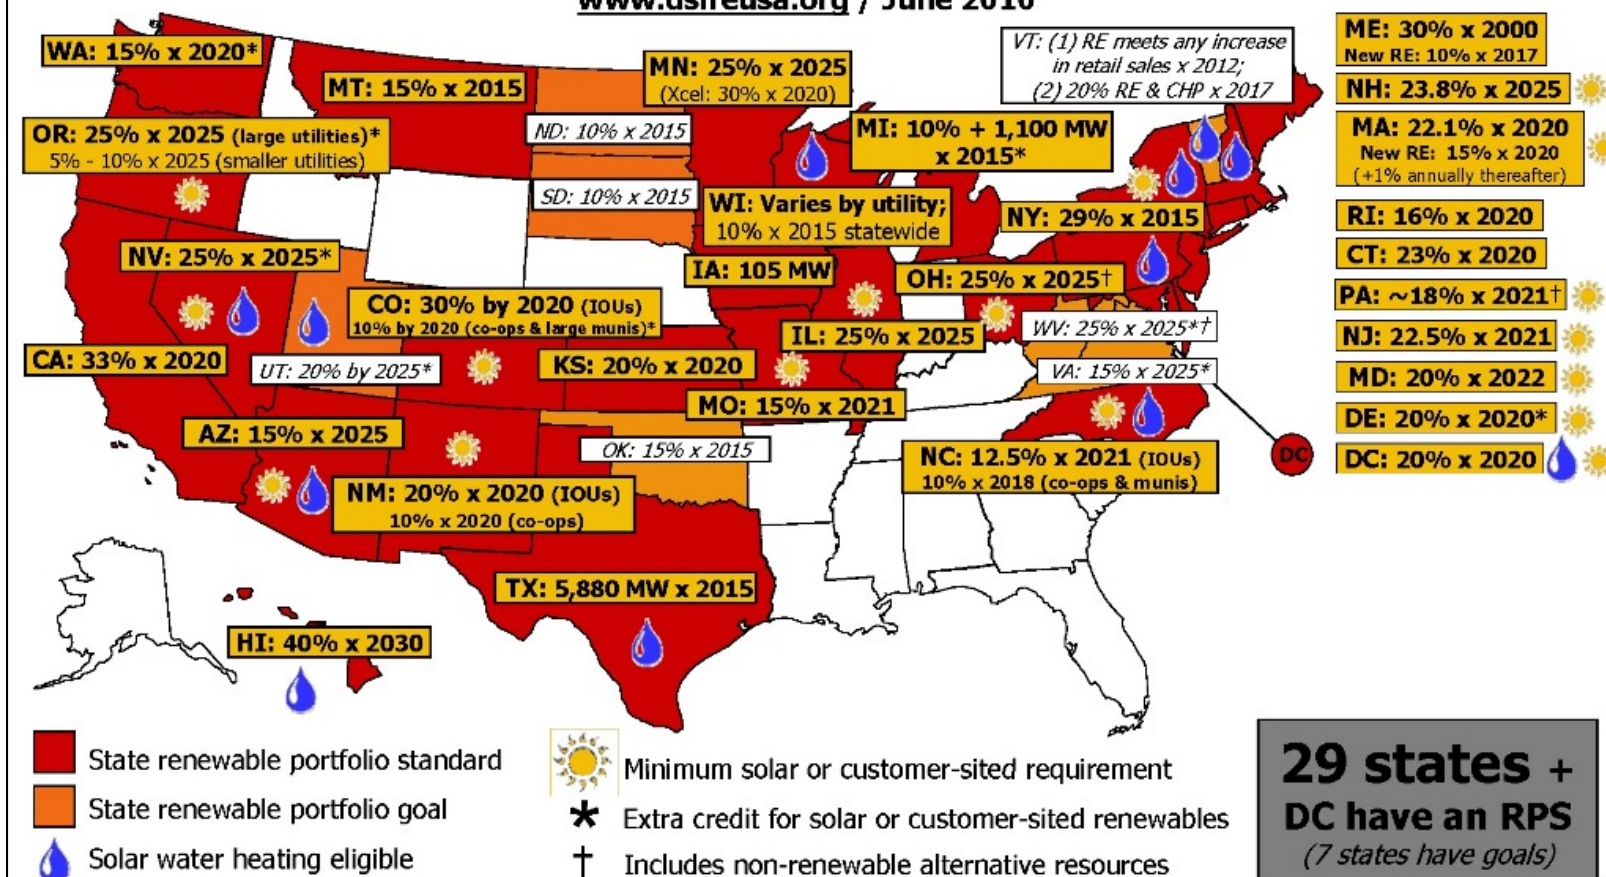 www.dsireusa.org / June 2010
WA: 15% x 2020*
MT: 15% x 2015
MN: 25% x 2025
(Xcel: 30% x 2020)
VT: (1) RE meets any increase
in retail sales x 2012;
(2) 20% RE & CHP x 2017
ME: 30% x 2000
New RE: 10% x 2017
NH: 23.8% x 2025
OR: 25% x 2025 (large utilities)*
5% - 10% x 2025 (smaller utilities)
ND: 10% x 2015
MI: 10% + 1,100 MW
x 2015*
MA: 22.1% x 2020
New RE: 15% x 2020
(+1% annually thereafter)
SD: 10% x 2015
WI: Varies by utility;
10% x 2015 statewide
NY: 29% x 2015
RI: 16% x 2020
NV: 25% x 2025*
IA: 105 MW
OH: 25% x 2025†
CT: 23% x 2020
CO: 30% by 2020 (IOUs)
10% by 2020 (co-ops & large munis)*
PA: ~18% x 2021†
IL: 25% x 2025
WV: 25% x 2025*†
NJ: 22.5% x 2021
CA: 33% x 2020
UT: 20% by 2025*
KS: 20% x 2020
VA: 15% x 2025*
MD: 20% x 2022
MO: 15% x 2021
DE: 20% x 2020*
AZ: 15% x 2025
OK: 15% x 2015
NC: 12.5% x 2021 (IOUs)
10% x 2018 (co-ops & munis)
DC
DC: 20% x 2020
NM: 20% x 2020 (IOUs)
10% x 2020 (co-ops)
TX: 5,880 MW x 2015
HI: 40% x 2030
State renewable portfolio standard
State renewable portfolio goal
Solar water heating eligible
Minimum solar or customer-sited requirement
* Extra credit for solar or customer-sited renewables
† Includes non-renewable alternative resources
29 states +
DC have an RPS
(7 states have goals)